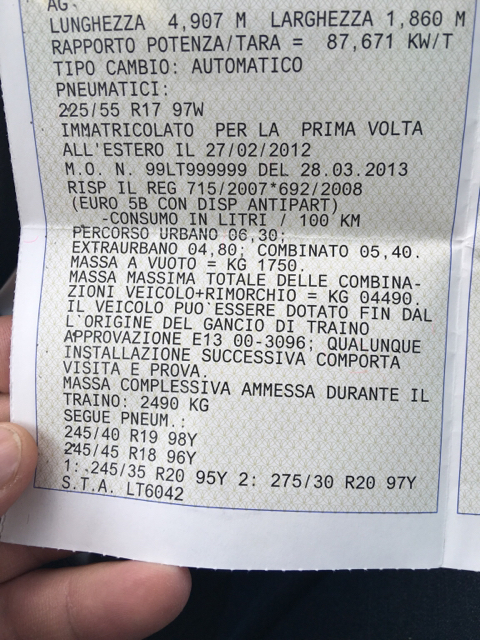 AG.
LUNGHEZZA 4,907 M LARGHEZZA 1,860 M
RAPPORTO POTENZA/TARA = 87,671 KW/T
TIPO CAMBIO: AUTOMATICO
PNEUMATICI:
225/55 R17 97W
IMMATRICOLATO PER LA PRIMA VOLTA
ALL'ESTERO IL 27/02/2012
M.O. N. 99LT999999 DEL 28.03.2013
RISP IL REG 715/2007*692/2008
(EURO 5B CON DISP ANTIPART)
-CONSUMO IN LITRI / 100 KM
PERCORSO URBANO 06,30;
EXTRAURBANO 04,80; COMBINATO 05,40.
MASSA A VUOTO = KG 1750.
MASSA MASSIMA TOTALE DELLE COMBINA-
ZIONI VEICOLO+RIMORCHIO = KG 04490.
IL VEICOLO PUO`ESSERE DOTATO FIN DAL
L`ORIGINE DEL GANCIO DI TRAINO
APPROVAZIONE E13 00-3096; QUALUNQUE
INSTALLAZIONE SUCCESSIVA COMPORTA
VISITA E PROVA.
MASSA COMPLESSIVA AMMESSA DURANTE IL
TRAINO: 2490 KG
SEGUE PNEUM.:
245/40 R19 98Y
245/45 R18 96Y
1: 245/35 R20 95Y 2: 275/30 R20 97Y
S.T.A. LT6042